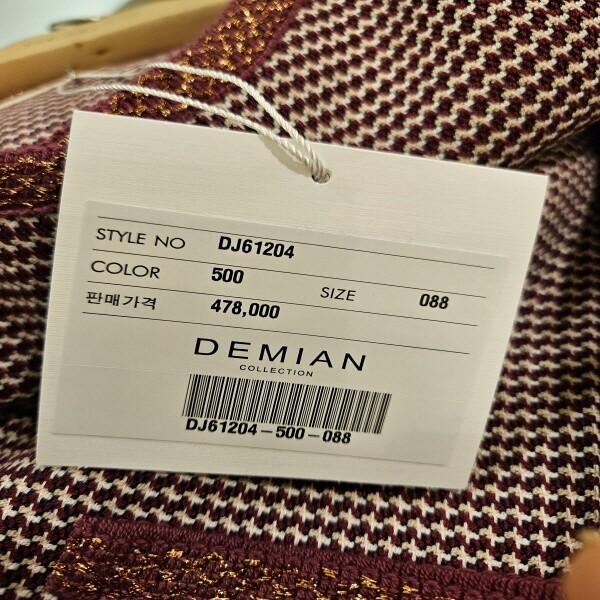 STYLE NO DJ61204
COLOR 500 SIZE 088
판매가격 478,000
DEMIAN
COLLECTION
DJ61204-500-088